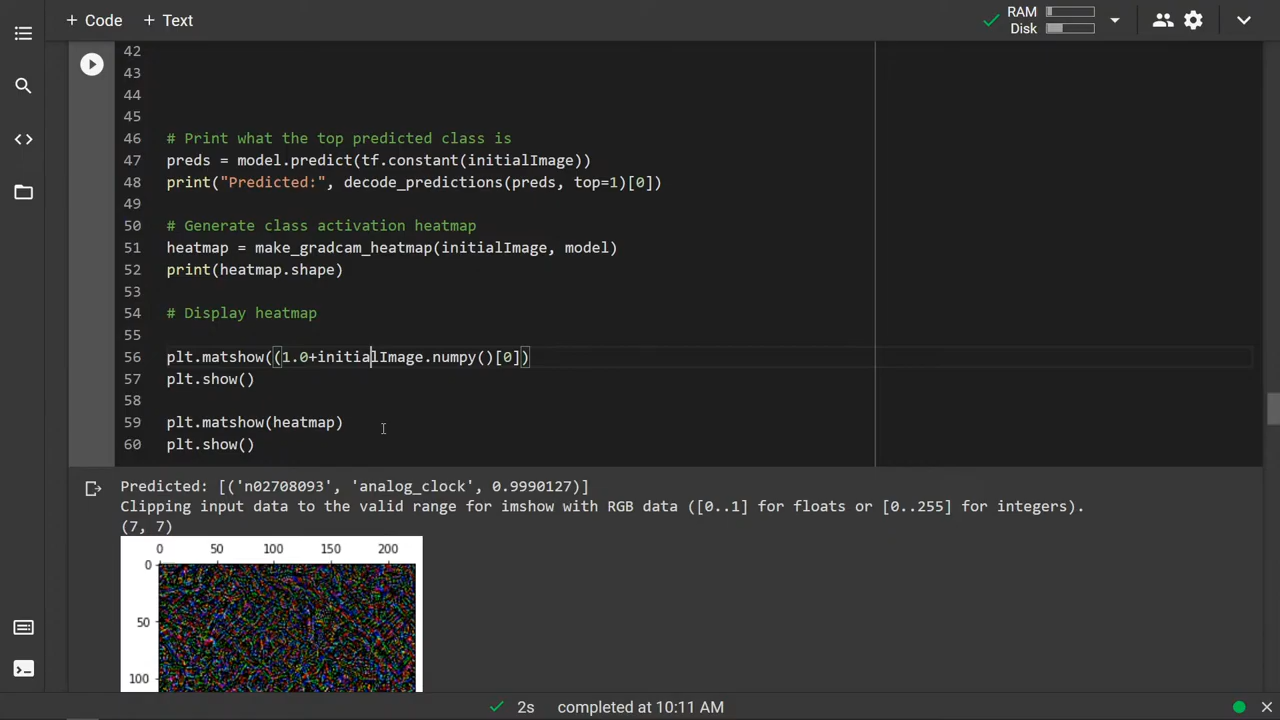 + Code + Text
RAM
Disk
42
43
44
45
46 # Print what the top predicted class is
47 preds = model.predict(tf.constant(initialImage))
48 print("Predicted:", decode_predictions(preds, top=1)[0])
49
50 # Generate class activation heatmap
51 heatmap = make_gradcam_heatmap(initialImage, model)
52 print(heatmap.shape)
53
54 # Display heatmap
55
56 plt.matshow((1.0+initialImage.numpy()[0])
57 plt.show()
58
59 plt.matshow(heatmap)
60 plt.show()
Predicted: [('n02708093', 'analog_clock', 0.9990127)]
Clipping input data to the valid range for imshow with RGB data ([0..1] for floats or [0..255] for integers).
(7, 7)
0 50 100 150 200
0
50
100
2s completed at 10:11 AM